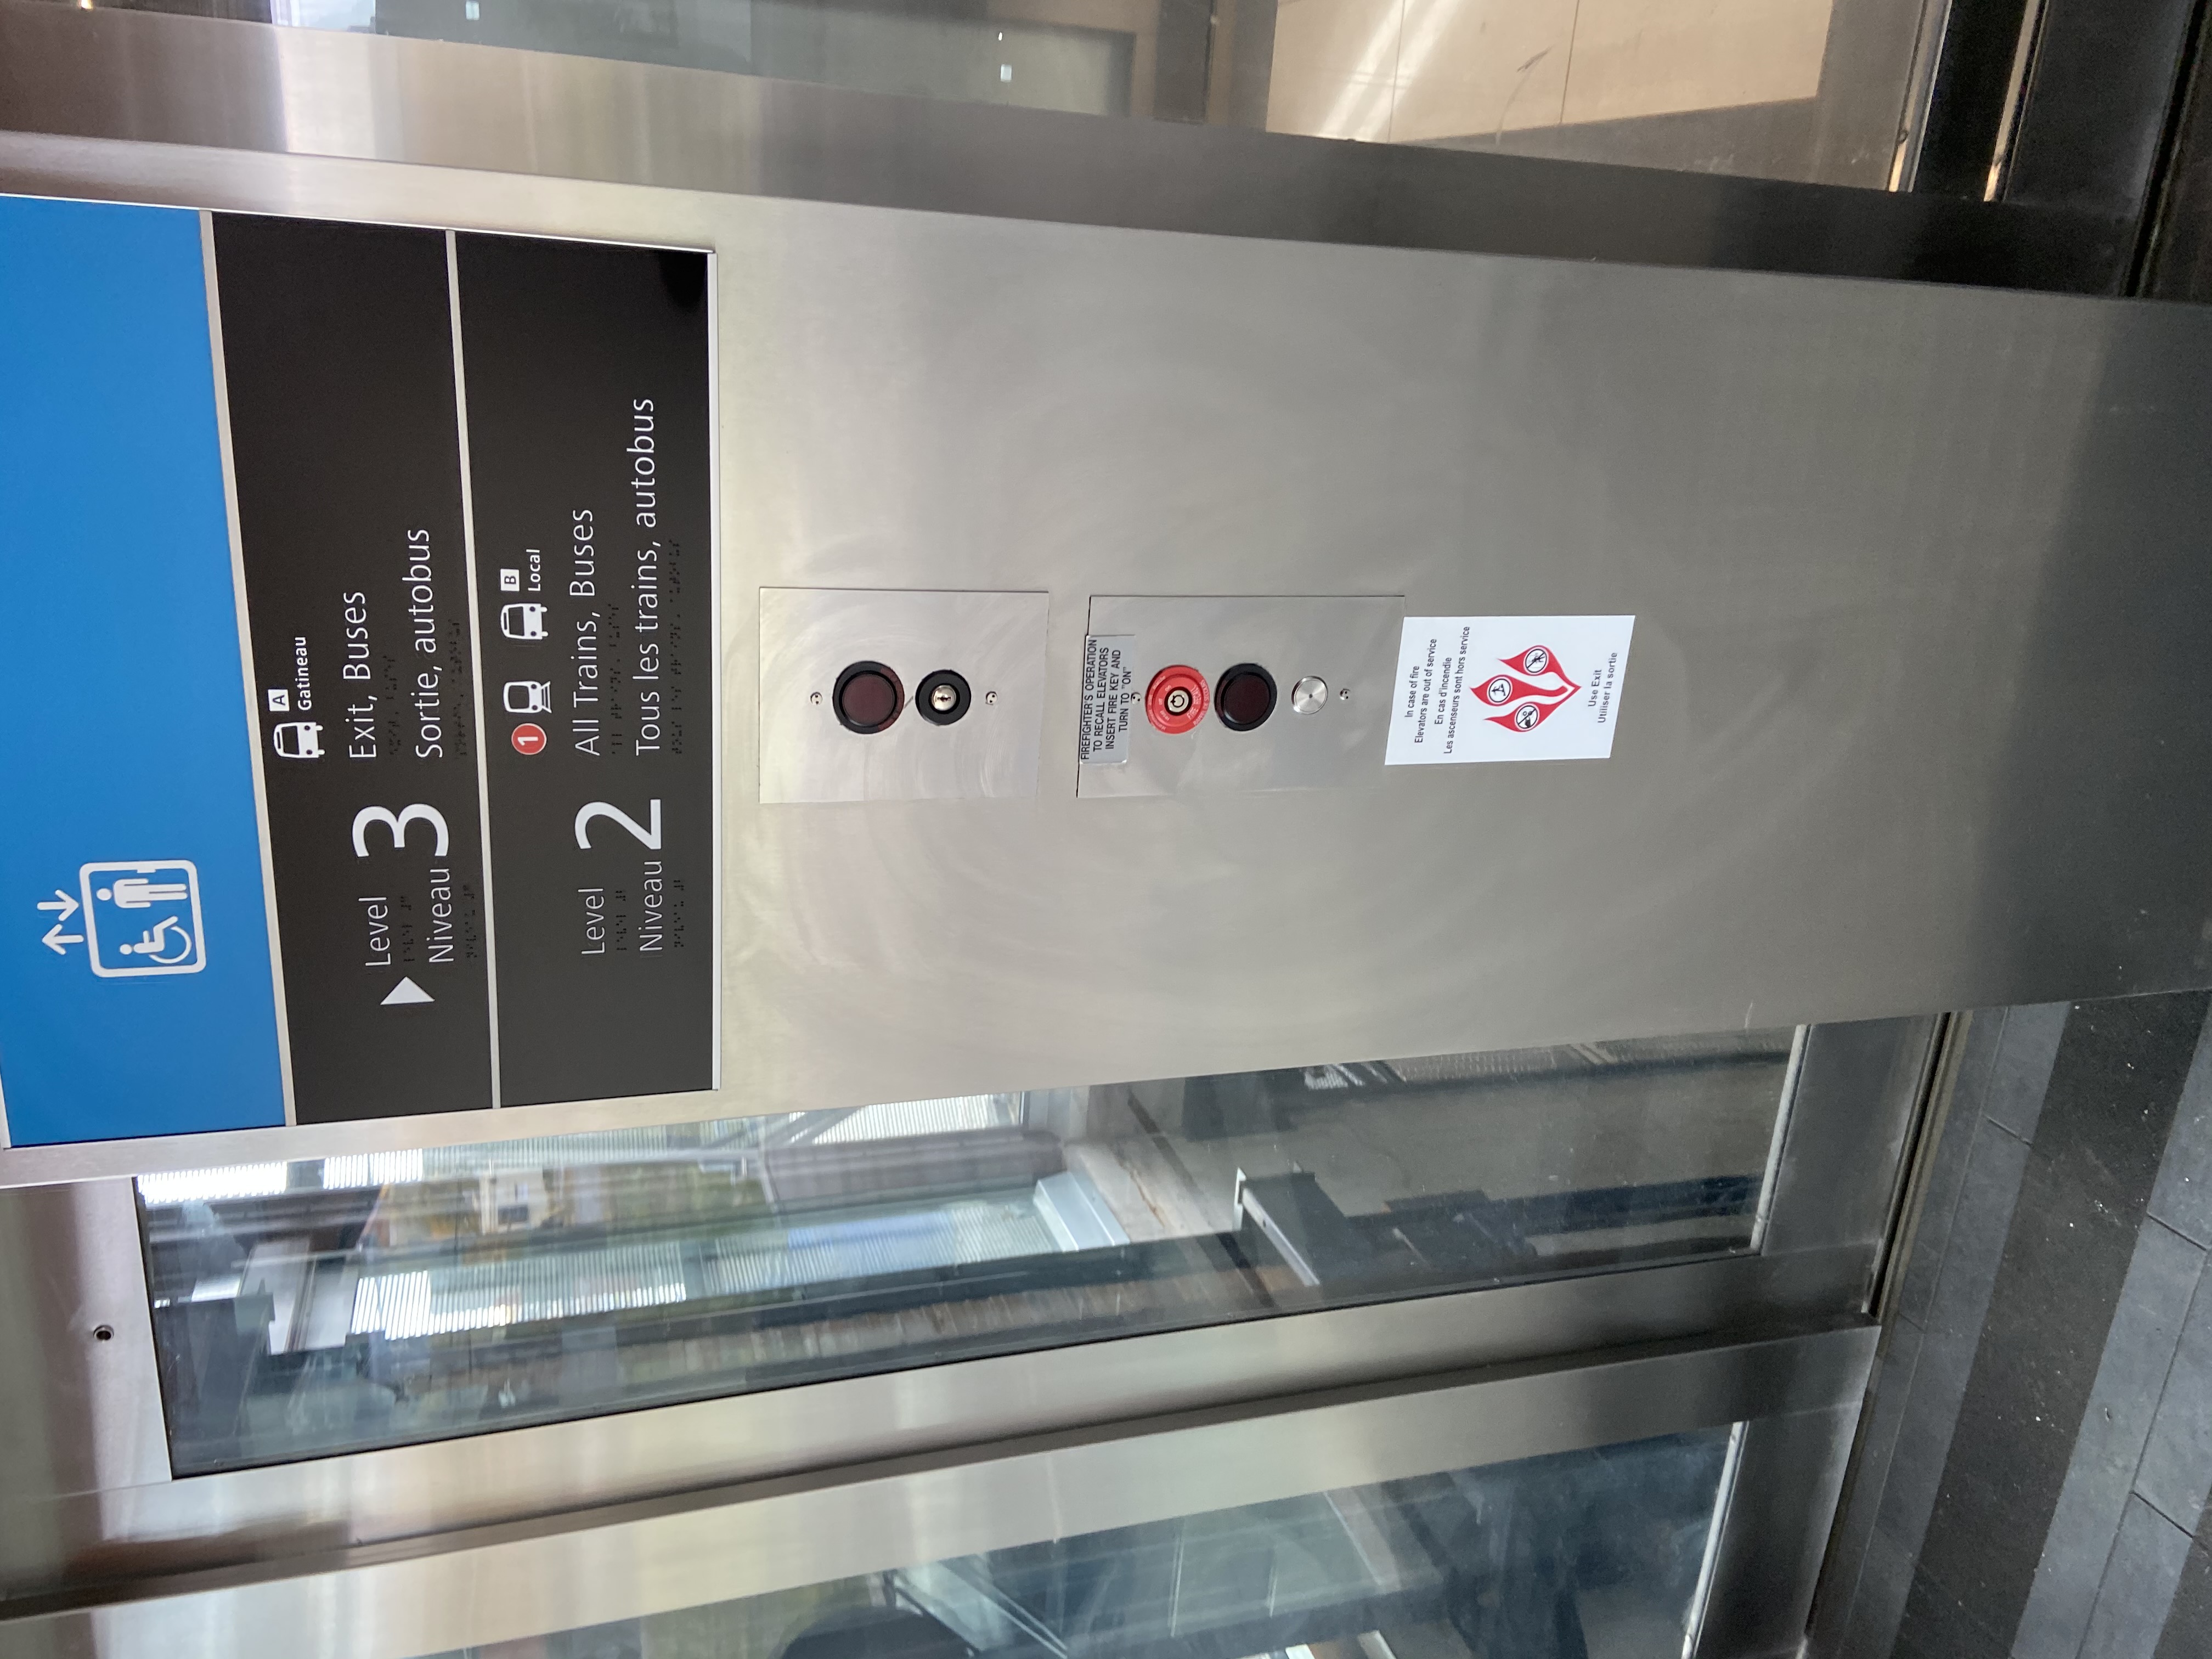 A
Gatineau
Level
Niveau
3
Exit, Buses
Sortie, autobus
1
B
Local
Level
Niveau
2
All Trains, Buses
Tous les trains, autobus
FIREFIGHTER'S OPERATION
TO RECALL ELEVATORS
INSERT FIRE KEY AND
TURN TO "ON"
FIRE RECALL
In case of fire
Elevators are out of service
En cas d'incendie
Les ascenseurs sont hors service
Use Exit
Utiliser la sortie